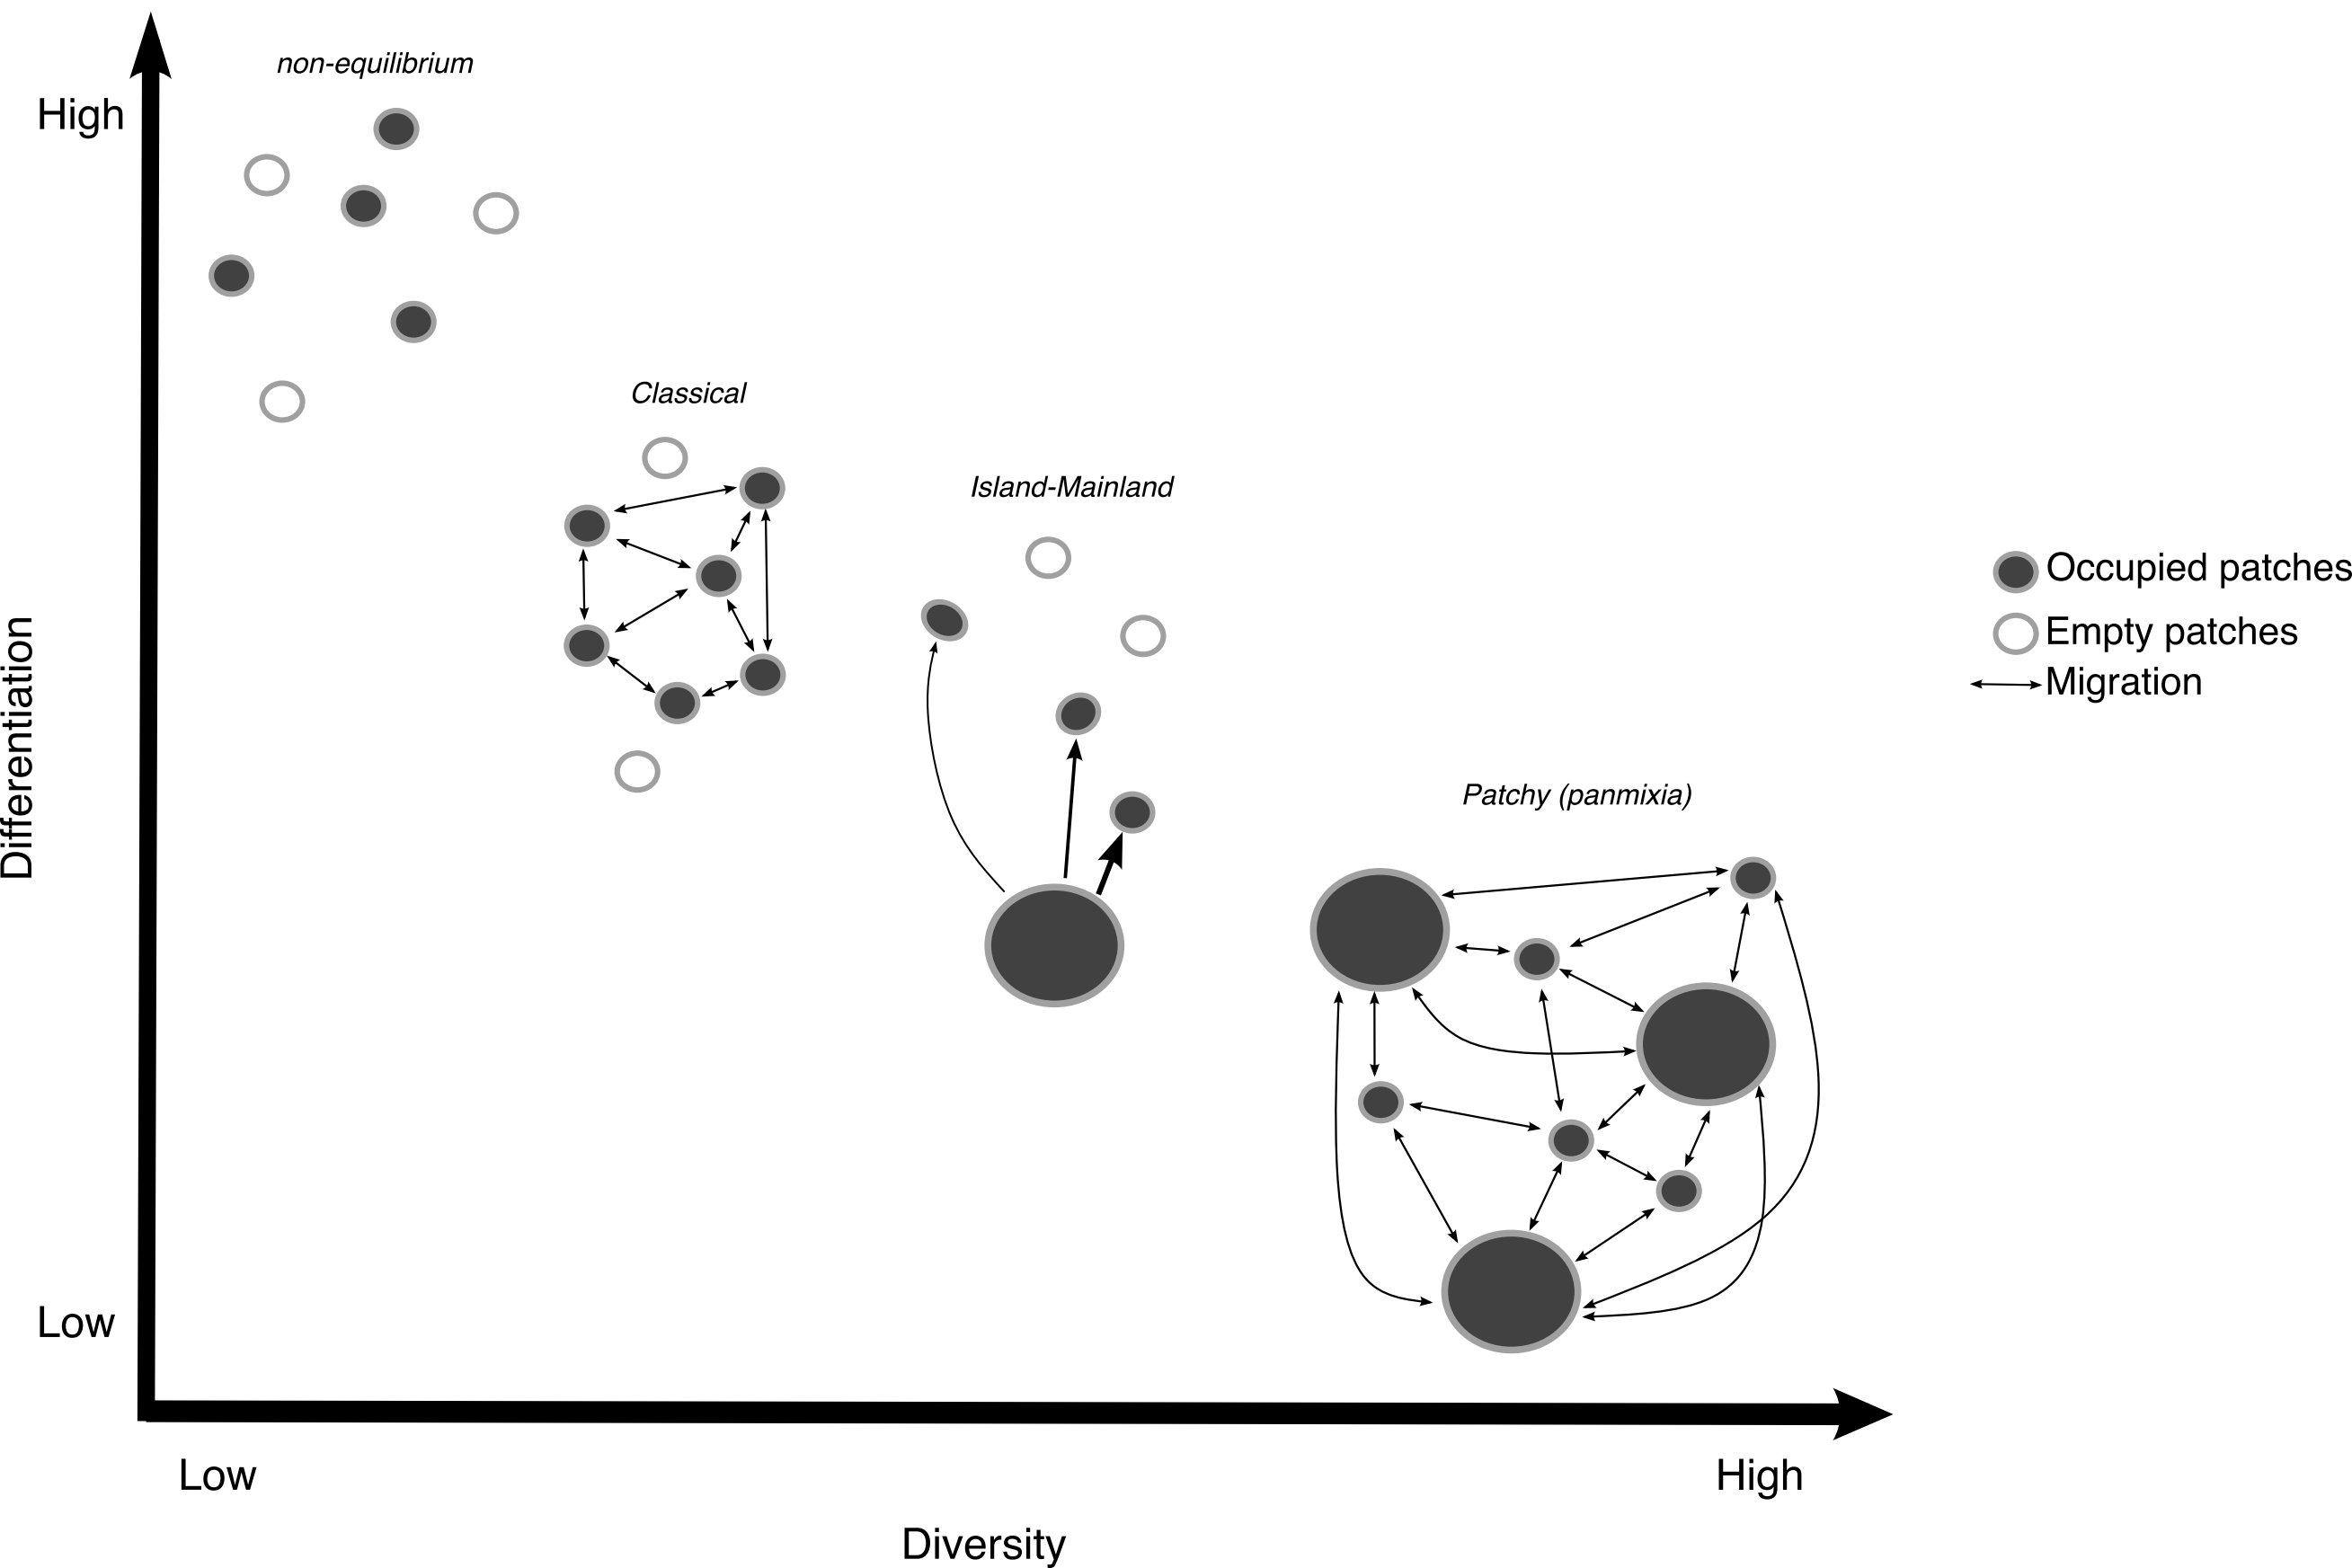 non-equilibrium
High
Classical
Island-Mainland
Occupied patches
Empty patches
Migration
Differentiation
Patchy (panmixia)
Low
Low
High
Diversity